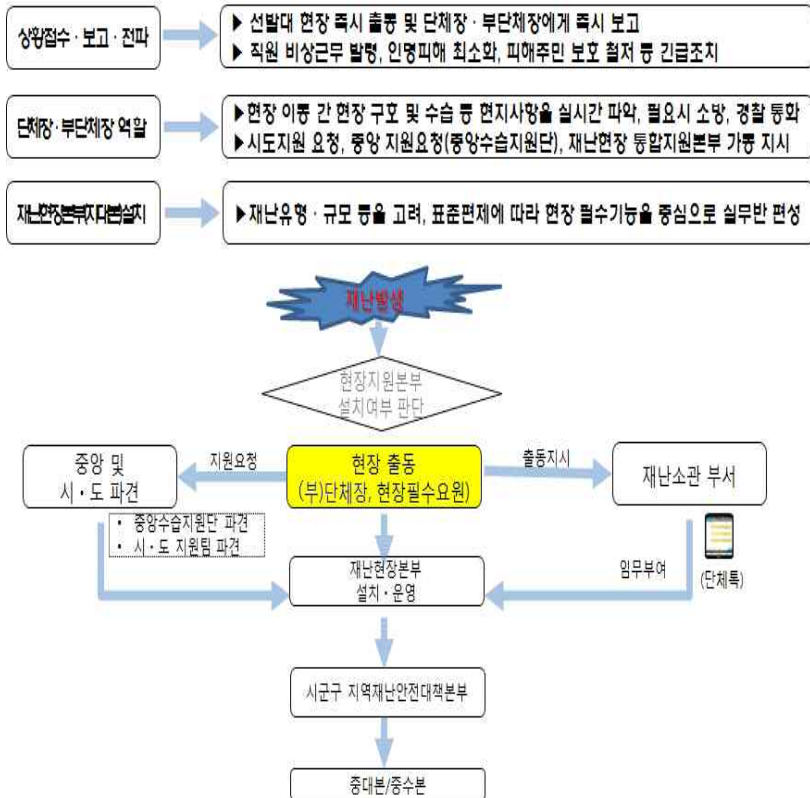 상황접수·보고·전파
▶ 선발대 현장 즉시 출동 및 단체장·부단체장에게 즉시 보고
▶ 직원 비상근무 발령, 인명피해 최소화, 피해주민 보호 철저 등 긴급조치
단체장·부단체장 역할
▶현장 이동 간 현장 구호 및 수습 등 현지사항을 실시간 파악, 필요시 소방, 경찰 통화
▶시도지원 요청, 중앙 지원요청(중앙수습지원단), 재난현장 통합지원본부 가동 지시
재난현장본부(지대본)설치
▶재난유형·규모 등을 고려, 표준편제에 따라 현장 필수기능을 중심으로 실무반 편성
재난발생
현장지원본부
설치여부 판단
중앙 및
시·도 파견
지원요청
현장 출동
(부)단체장, 현장필수요원)
출동지시
재난소관 부서
• 중앙수습지원단 파견
• 시·도 지원팀 파견
재난현장본부
설치·운영
임무부여
(단체톡)
시군구 지역재난안전대책본부
중대본/중수본